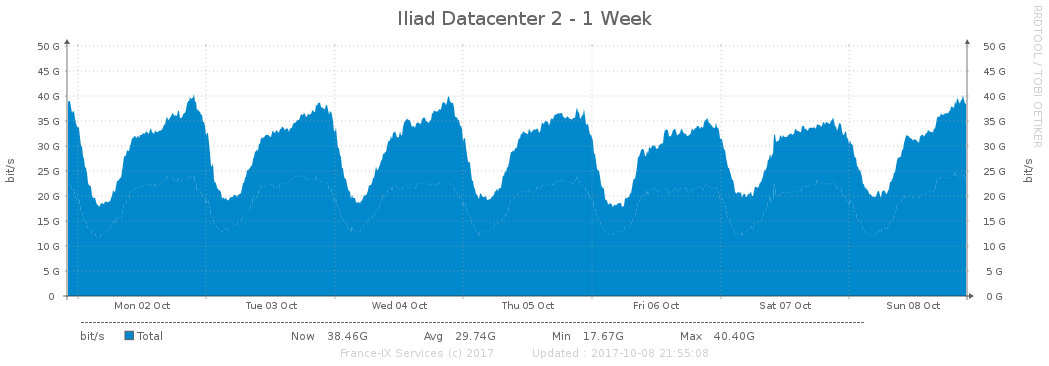 Iliad Datacenter 2 - 1 Week
RRDTOOL / TOBI OETIKER
bit/s
50 G 50 G
45 G 45 G
40 G 40 G
35 G 35 G
30 G 30 G
25 G 25 G
20 G 20 G
15 G 15 G
10 G 10 G
5 G 5 G
0 0 G
bit/s
Mon 02 Oct Tue 03 Oct Wed 04 Oct Thu 05 Oct Fri 06 Oct Sat 07 Oct Sun 08 Oct
bit/s Total Now 38.46G Avg 29.74G Min 17.67G Max 40.40G
France-IX Services (c) 2017 Updated : 2017-10-08 21:55:08